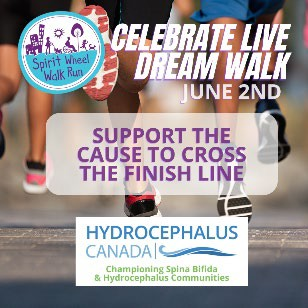 Spirit Wheel
Walk Run
CELEBRATE LIVE
DREAM WALK
JUNE 2ND
SUPPORT THE
CAUSE TO CROSS
THE FINISH LINE
HYDROCEPHALUS
CANADA
Championing Spina Bifida
& Hydrocephalus Communities